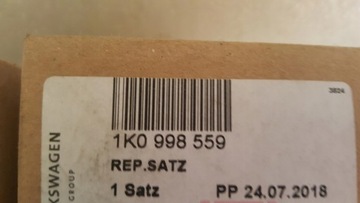 3824
1K0 998 559
REP.SATZ
1 Satz PP 24.07.2018
KSWAGEN
GROUP